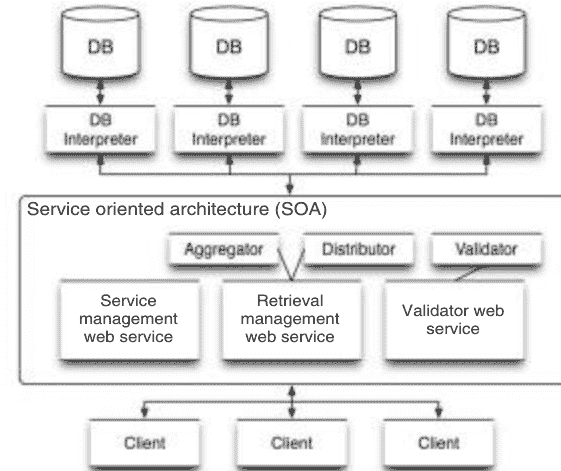 DB
DB
DB
DB
DB
Interpreter
DB
Interpreter
DB
Interpreter
DB
Interpreter
Service oriented architecture (SOA)
Aggregator
Distributor
Validator
Service
management
web service
Retrieval
management
web service
Validator web
service
Client
Client
Client